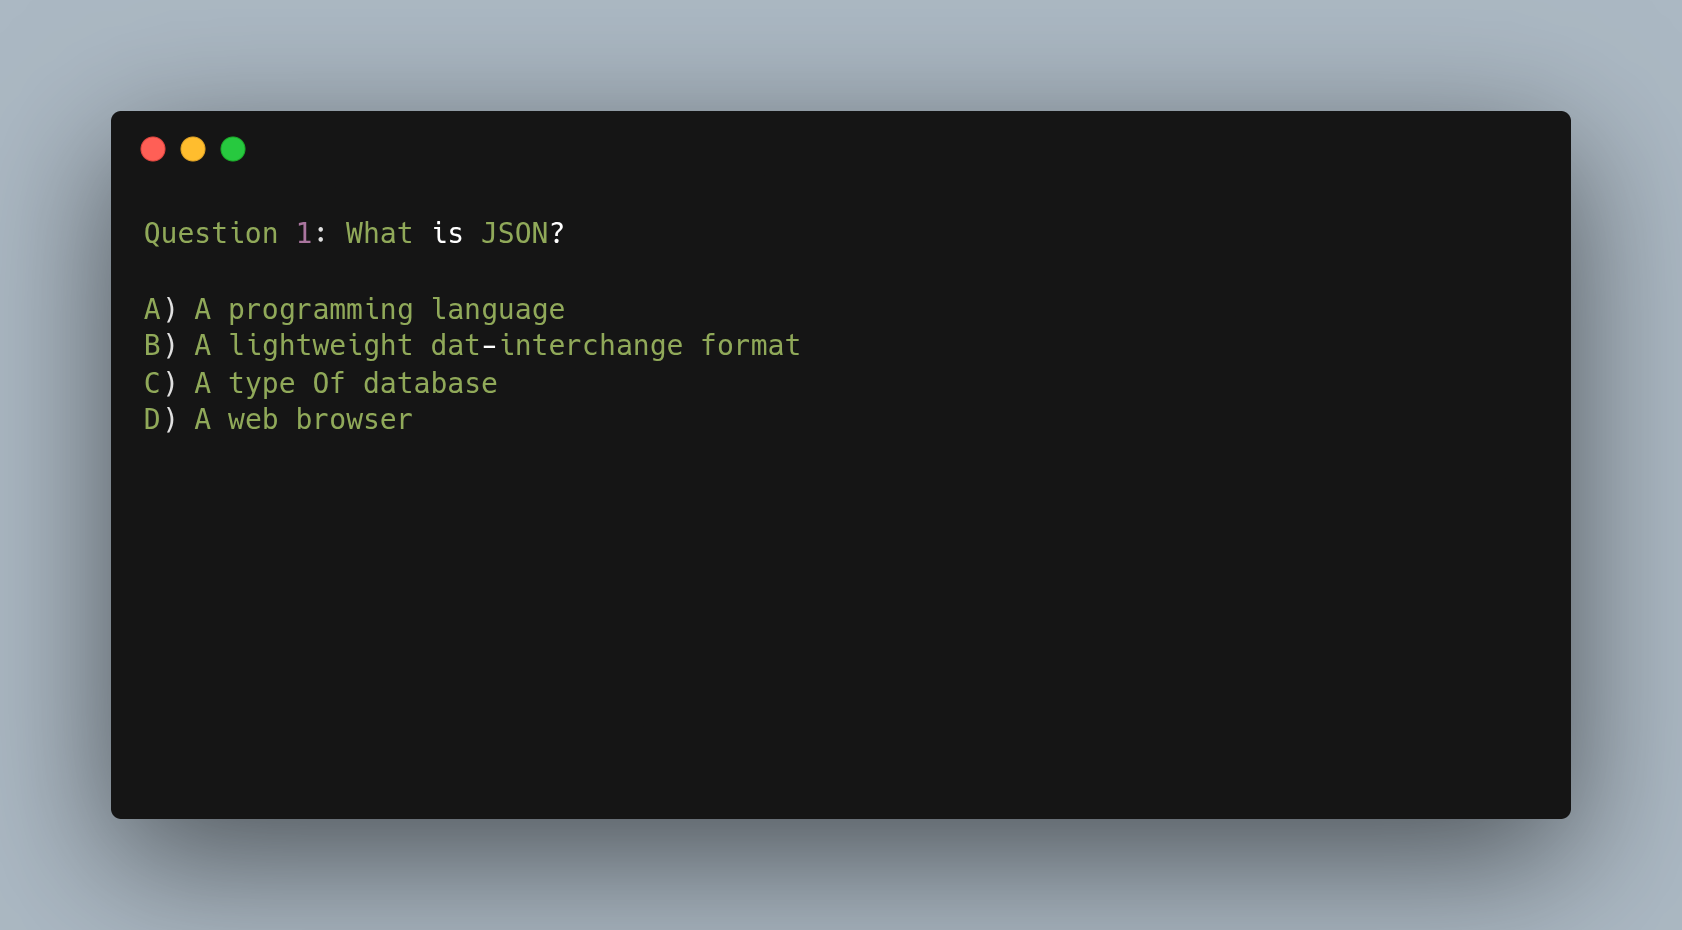 Question 1: What is JSON?
A) A programming language
B) A lightweight dat-interchange format
C) A type Of database
D) A web browser